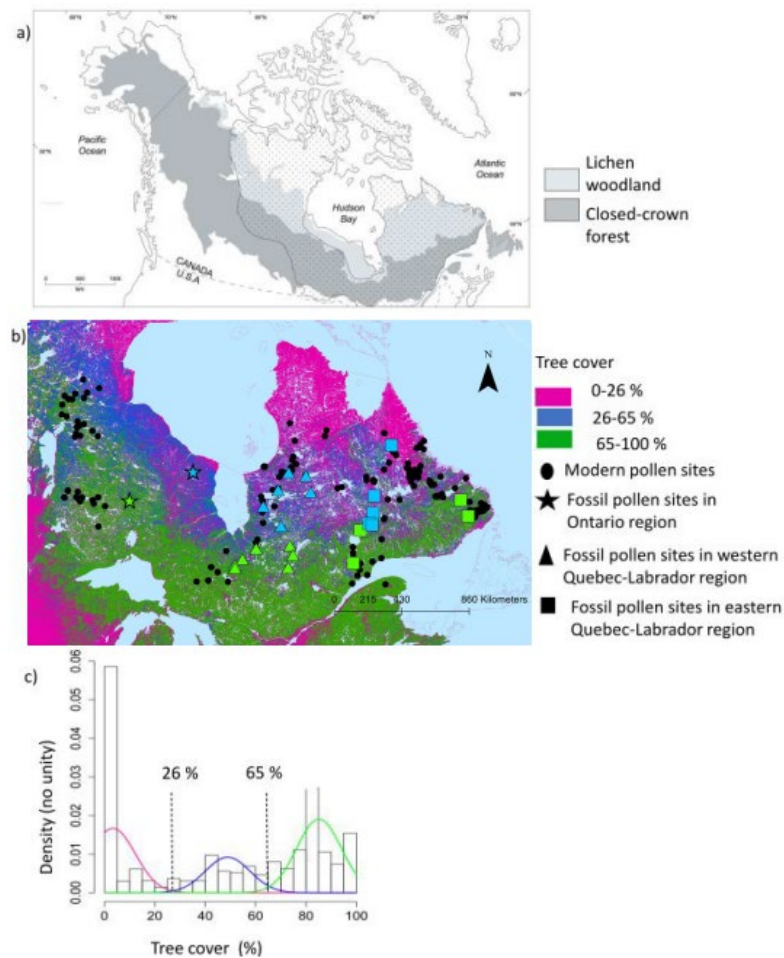 a)
Pacific
Ocean
Atlantic
Ocean
Hudson
Bay
CANADA
U.S.A
Lichen
woodland
Closed-crown
forest
b)
N
Tree cover
0-26 %
26-65 %
65-100 %
Modern pollen sites
Fossil pollen sites in
Ontario region
Fossil pollen sites in western
Quebec-Labrador region
Fossil pollen sites in eastern
Quebec-Labrador region
0 215 430 860 Kilometers
c)
Density (no unity)
0.06
0.05
0.04
0.03
0.02
0.01
0.00
26 %
65 %
0 20 40 60 80 100
Tree cover (%)